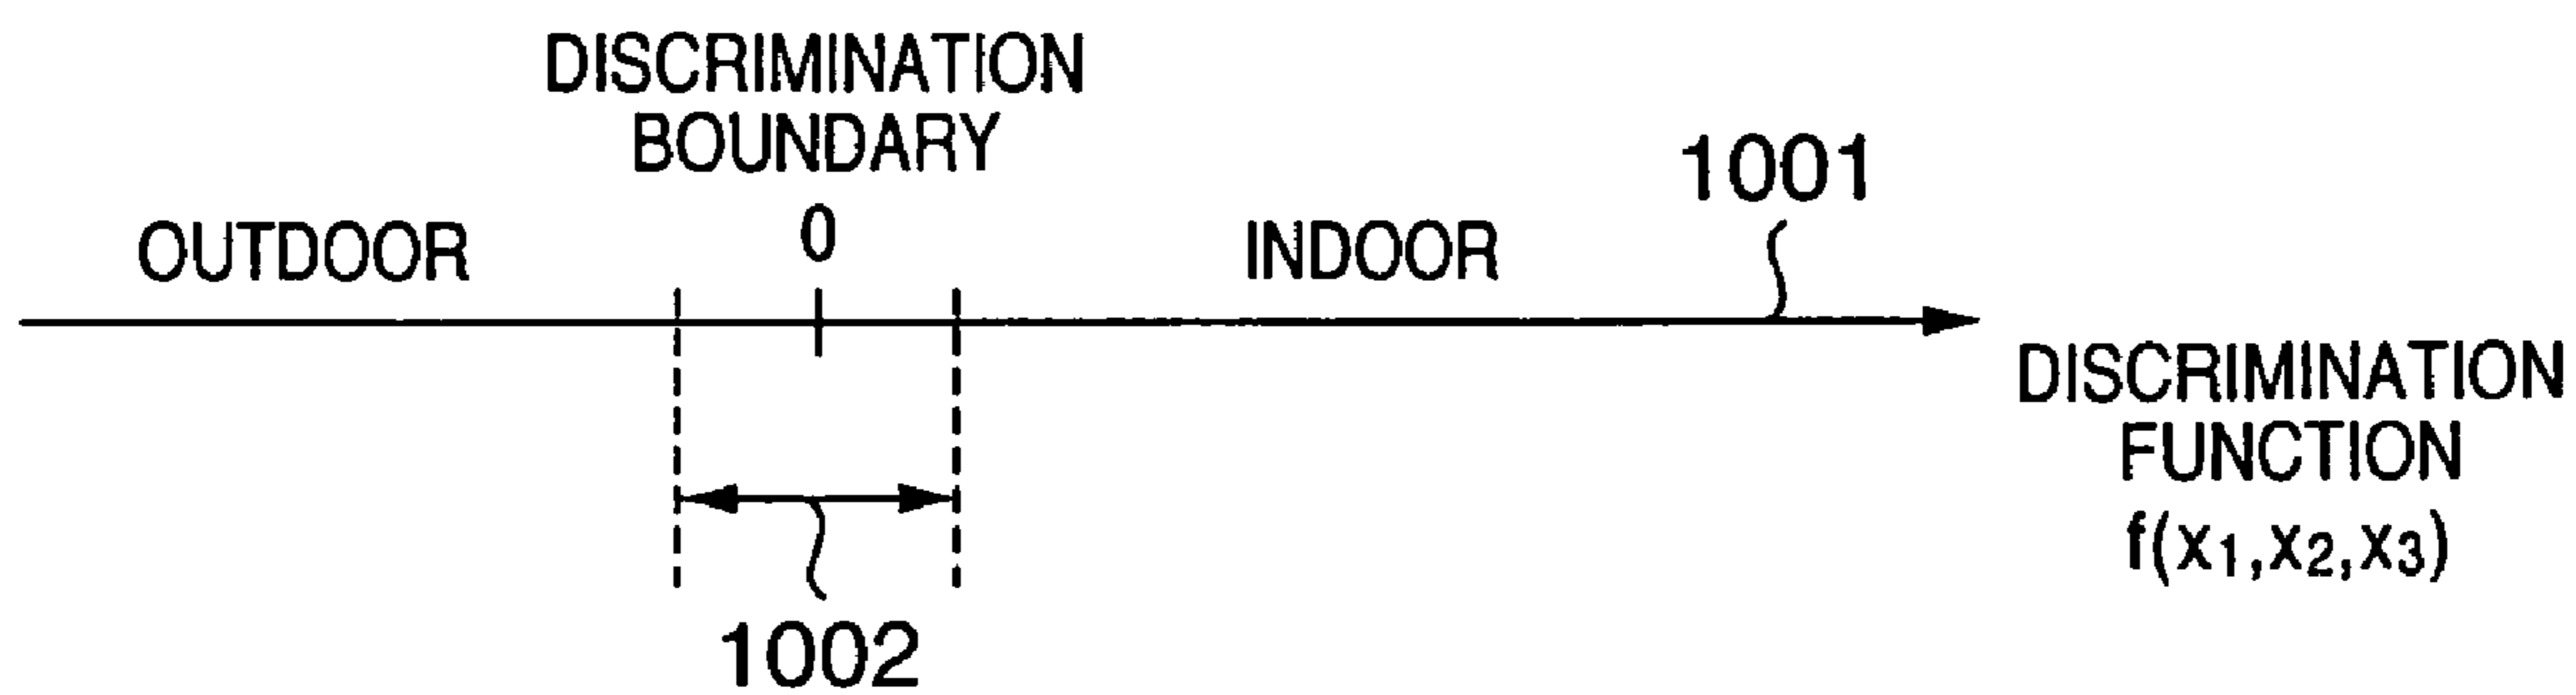 DISCRIMINATION
BOUNDARY
0
OUTDOOR
INDOOR
1001
DISCRIMINATION
FUNCTION
f(x1,x2,x3)
1002